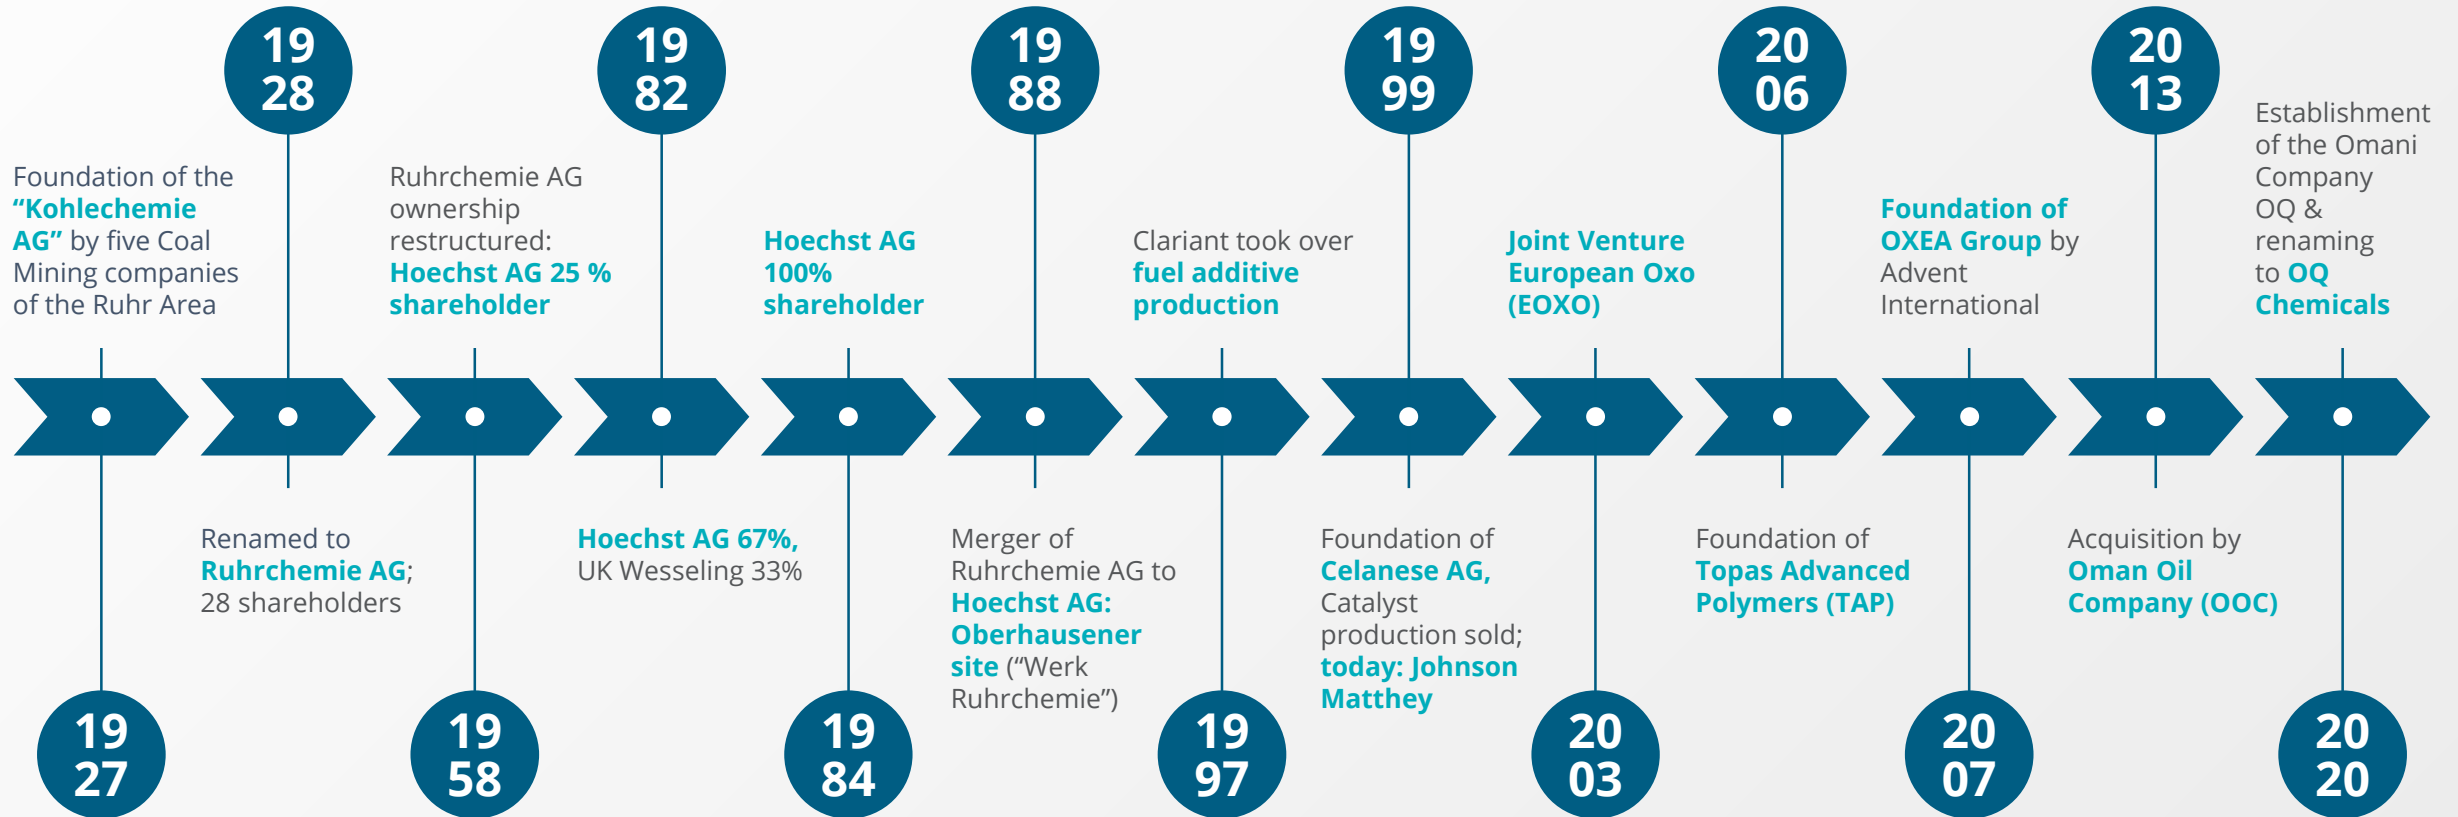 Foundation of the
“Kohlechemie
AG” by five Coal
Mining companies
of the Ruhr Area
19
27
19
28
Renamed to
Ruhrchemie AG;
28 shareholders
Ruhrchemie AG
ownership
restructured:
Hoechst AG 25 %
shareholder
19
58
19
82
Hoechst AG 67%,
UK Wesseling 33%
Hoechst AG
100%
shareholder
19
84
19
88
Merger of
Ruhrchemie AG to
Hoechst AG:
Oberhausener
site (“Werk
Ruhrchemie”)
Clariant took over
fuel additive
production
19
97
19
99
Foundation of
Celanese AG,
Catalyst
production sold;
today: Johnson
Matthey
Joint Venture
European Oxo
(EOXO)
20
03
20
06
Foundation of
Topas Advanced
Polymers (TAP)
Foundation of
OXEA Group by
Advent
International
20
07
20
13
Acquisition by
Oman Oil
Company (OOC)
Establishment
of the Omani
Company
OQ &
renaming
to OQ
Chemicals
20
20